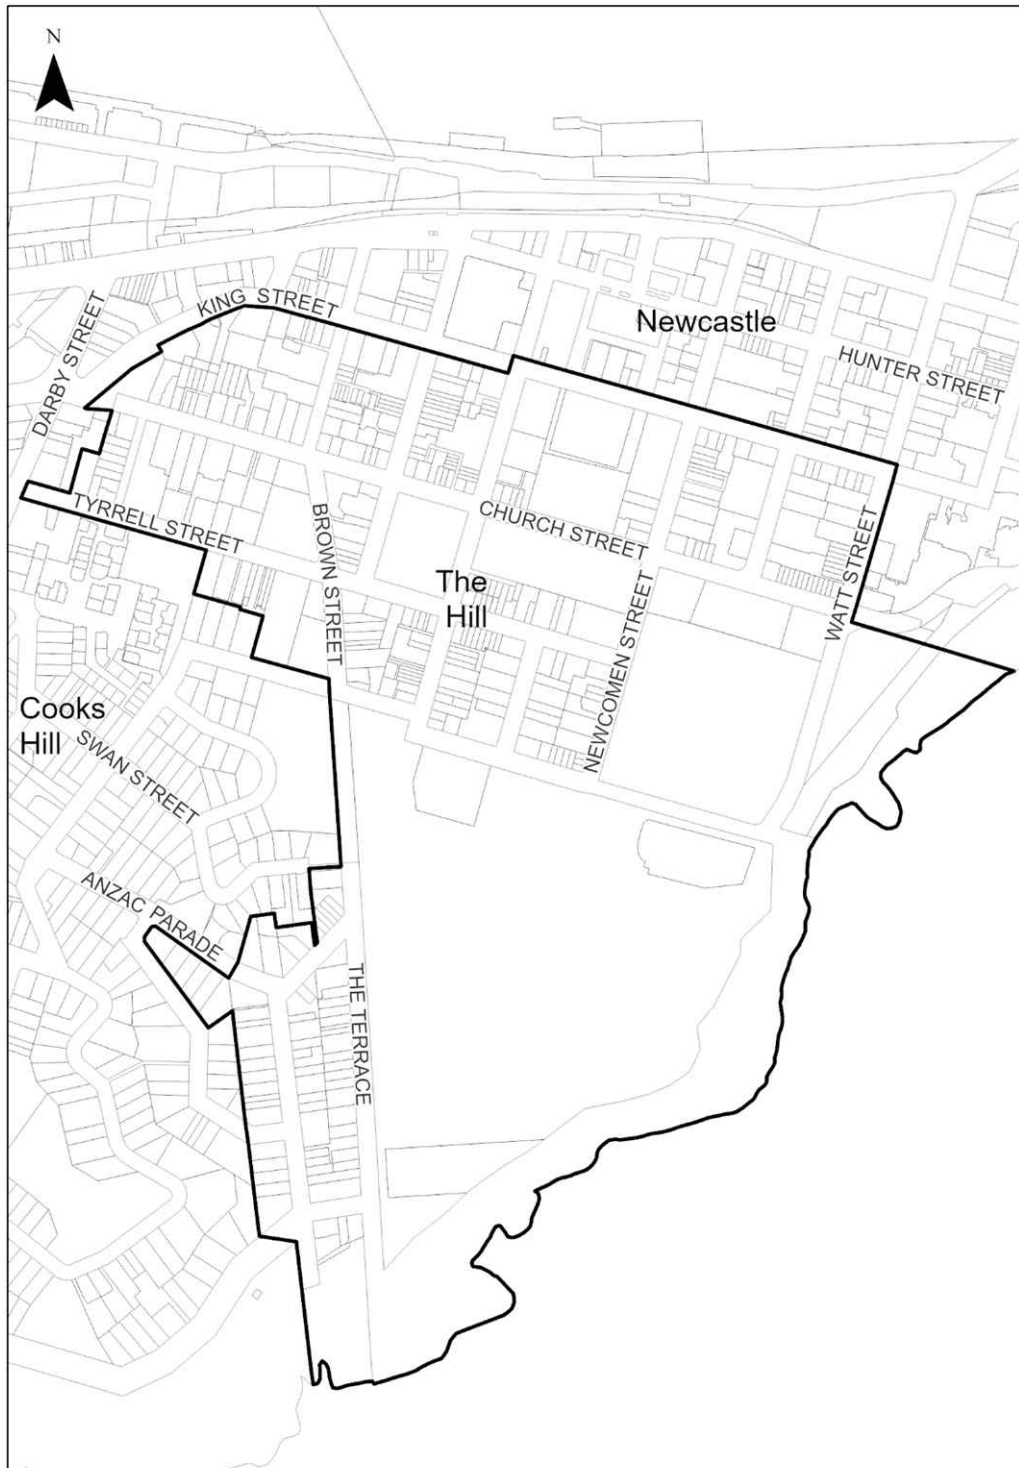 N
KING STREET
DARBY STREET
Newcastle
HUNTER STREET
TYRRELL STREET
BROWN STREET
CHURCH STREET
WATT STREET
The
Hill
NEWCOMEN STREET
Cooks
Hill
SWAN STREET
ANZAC PARADE
THE TERRACE